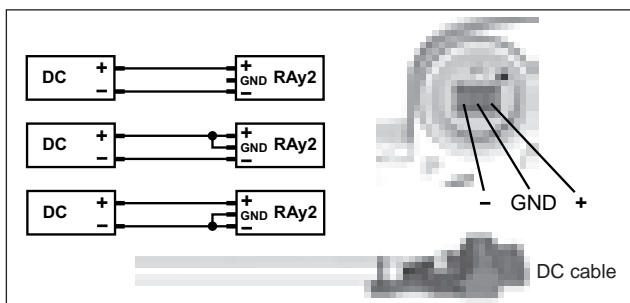 DC + − + GND − RAy2
DC + − + GND − RAy2
DC + − + GND − RAy2
− GND +
DC cable